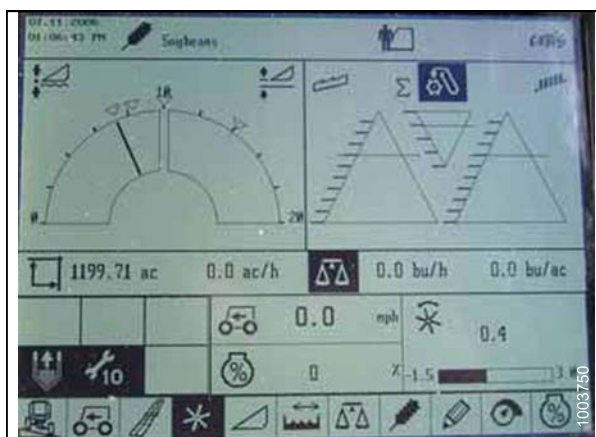 07.11.2006
01:06:43 PM
Soybeans
Σ
10
0
20
1199.71 ac
0.0 ac/h
0.0 bu/h
0.0 bu/ac
0.0 mph
0.4
10
%
0 %
-1.5
3.0
%
1003750